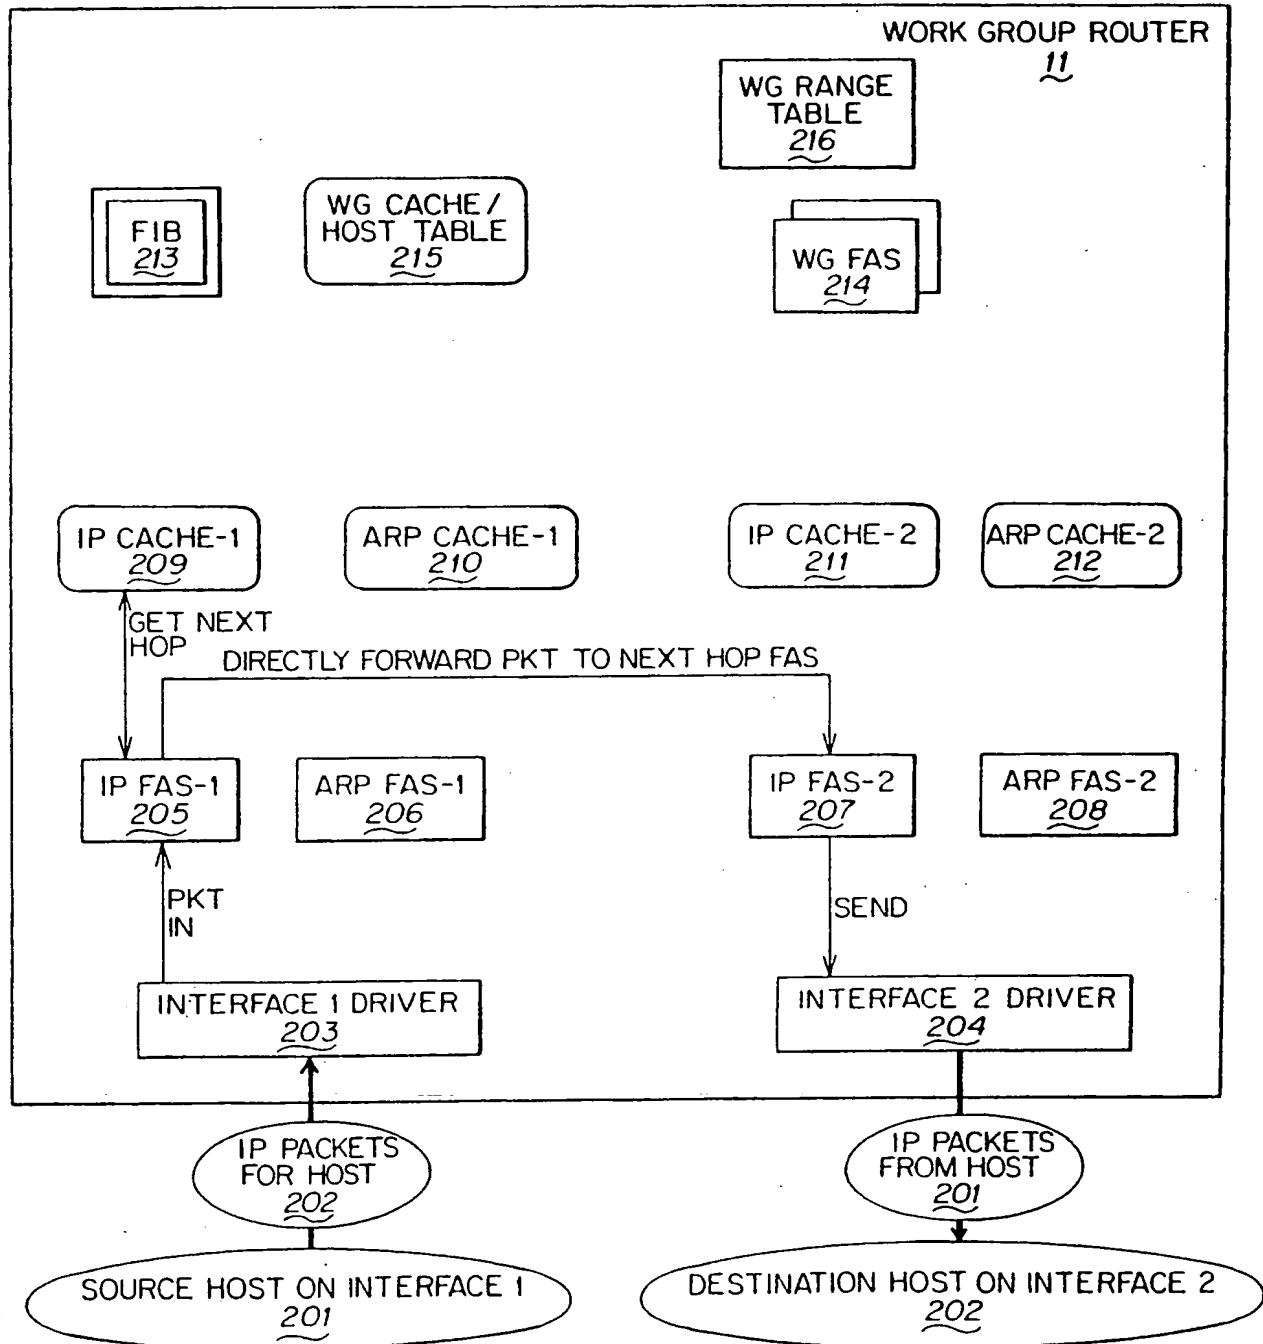 WORK GROUP ROUTER
11
WG RANGE
TABLE
216
FIB
213
WG CACHE/
HOST TABLE
215
WG FAS
214
IP CACHE-1
209
ARP CACHE-1
210
IP CACHE-2
211
ARP CACHE-2
212
GET NEXT
HOP
DIRECTLY FORWARD PKT TO NEXT HOP FAS
IP FAS-1
205
ARP FAS-1
206
IP FAS-2
207
ARP FAS-2
208
PKT
IN
SEND
INTERFACE 1 DRIVER
203
INTERFACE 2 DRIVER
204
IP PACKETS
FOR HOST
202
IP PACKETS
FROM HOST
201
SOURCE HOST ON INTERFACE 1
201
DESTINATION HOST ON INTERFACE 2
202